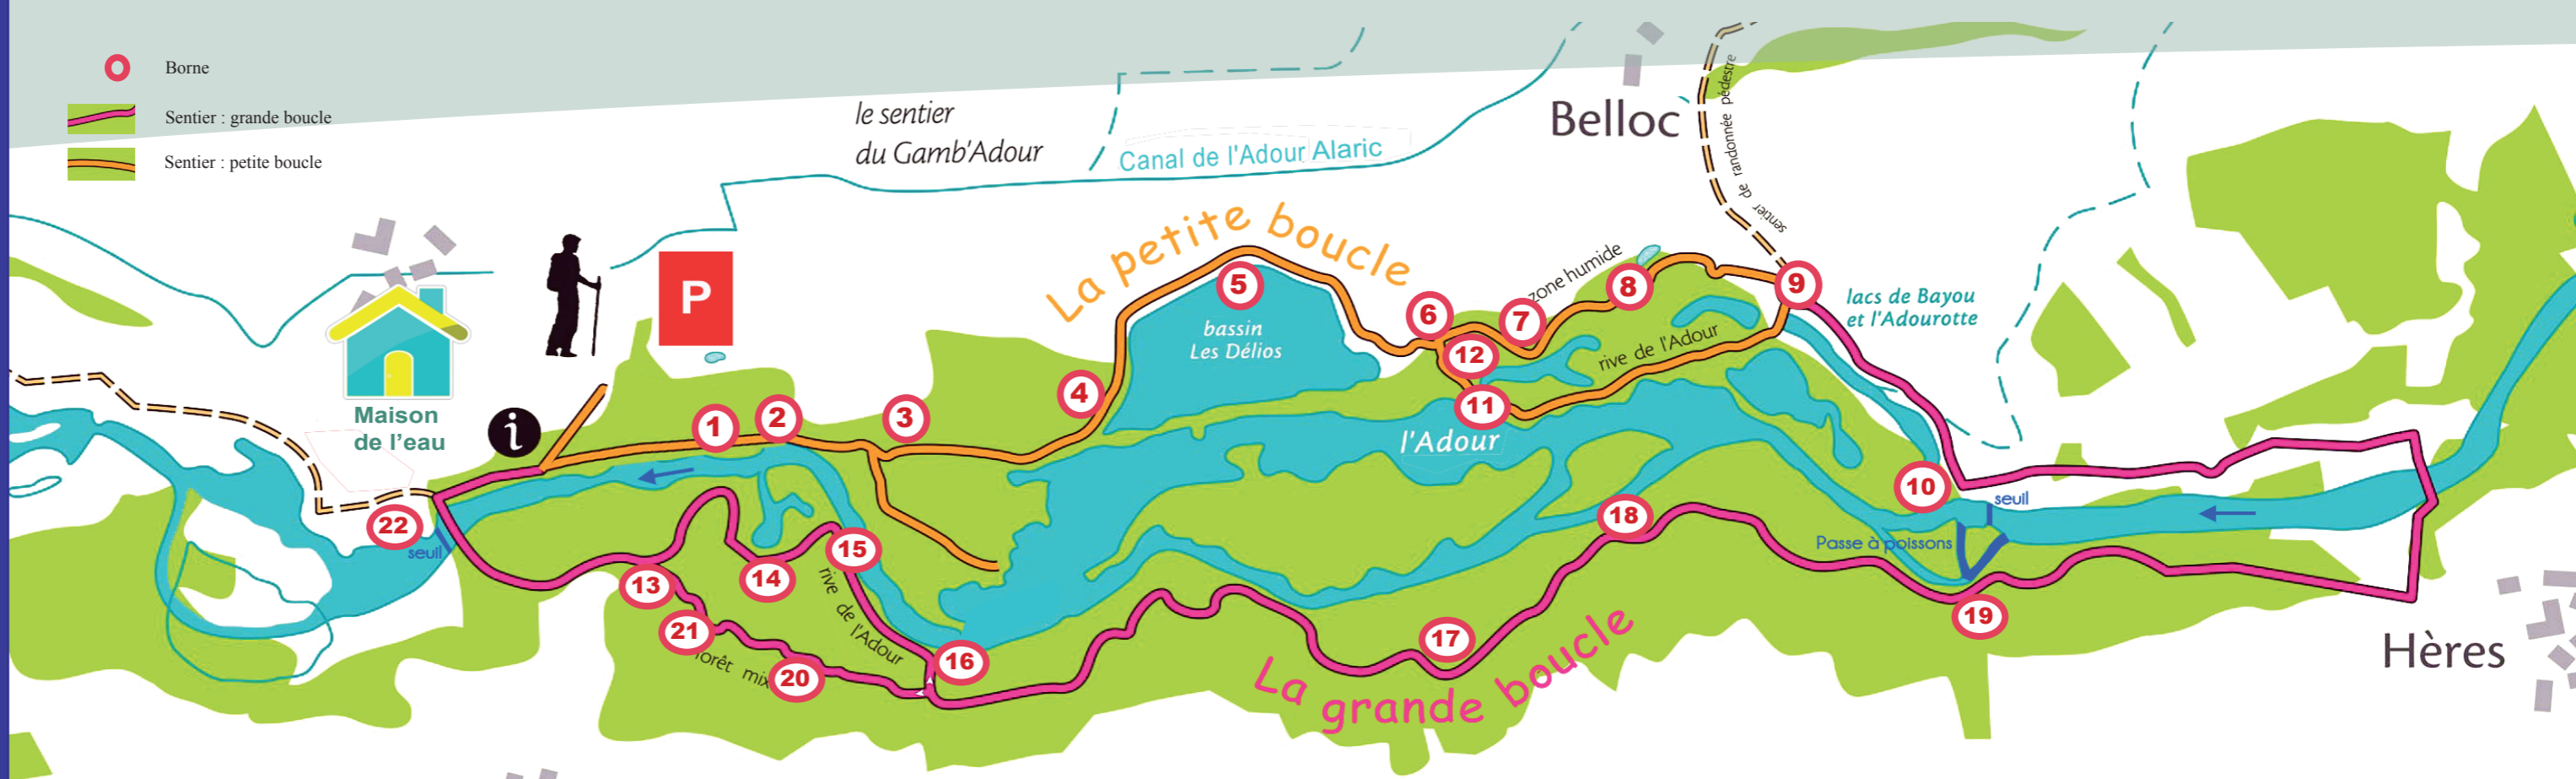 Borne
Sentier : grande boucle
Sentier : petite boucle
le sentier
du Gamb'Adour
Canal de l'Adour Alaric
Belloc
sentier de randonnée pédestre
P
La petite boucle
5
bassin
Les Délios
6
7
zone humide
8
9
lacs de Bayou
et l'Adourotte
12
rive de l'Adour
11
l'Adour
Maison
de l'eau
i
1
2
3
4
10
seuil
Passe à poissons
22
seuil
13
14
15
rive de l'Adour
18
21
20
16
17
19
La grande boucle
Hères